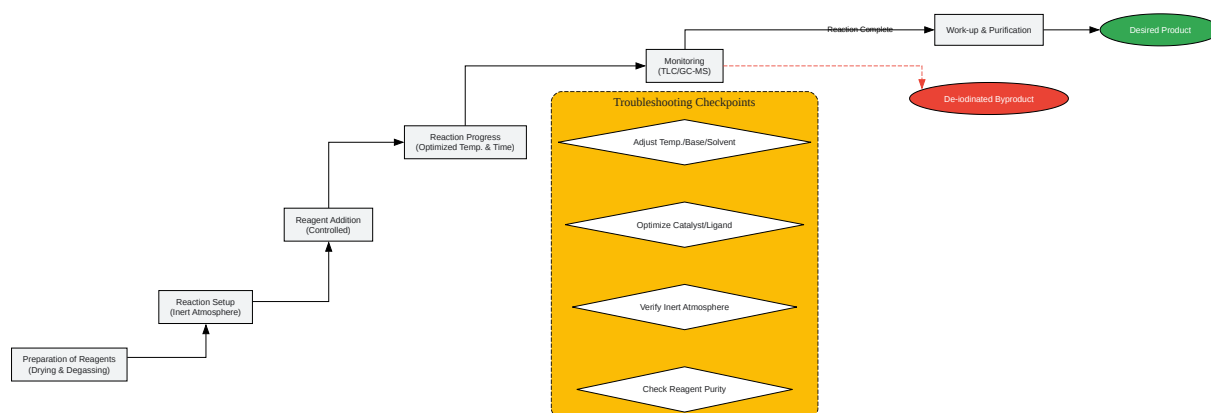 Reaction Complete
Work-up & Purification
Desired Product
Monitoring
(TLC/GC-MS)
De-iodinated Byproduct
Troubleshooting Checkpoints
Reaction Progress
(Optimized Temp. & Time)
Adjust Temp./Base/Solvent
Reagent Addition
(Controlled)
Optimize Catalyst/Ligand
Reaction Setup
(Inert Atmosphere)
Verify Inert Atmosphere
Preparation of Reagents
(Drying & Degassing)
Check Reagent Purity